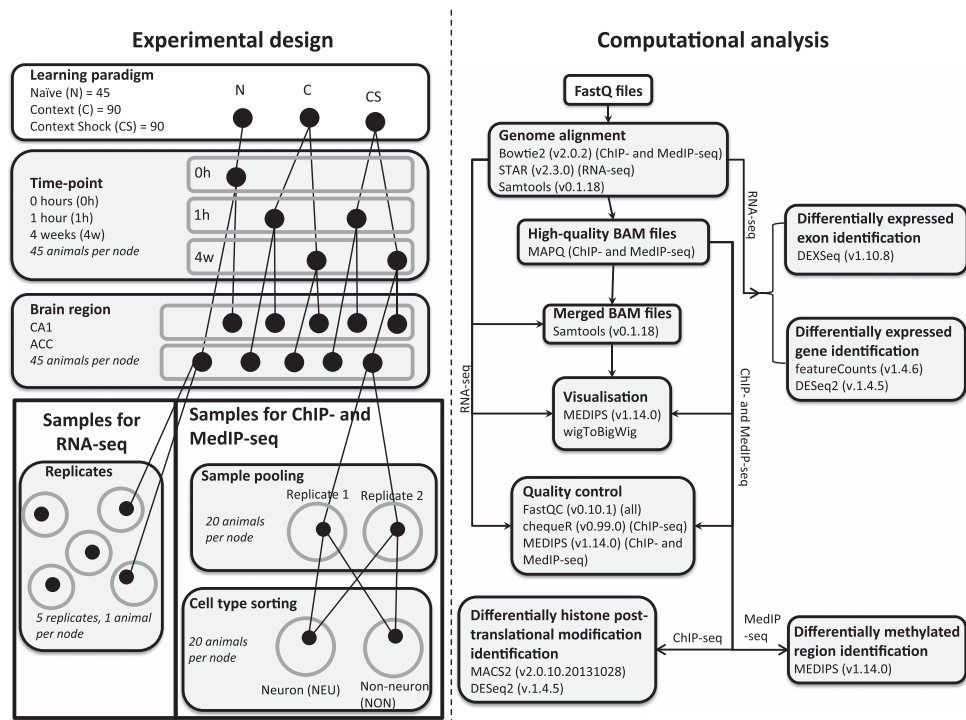 Experimental design
Learning paradigm
Naïve (N) = 45
Context (C) = 90
Context Shock (CS) = 90
N
C
CS
Time-point
0 hours (0h)
1 hour (1h)
4 weeks (4w)
45 animals per node
0h
1h
4w
Brain region
CA1
ACC
45 animals per node
Samples for
RNA-seq
Replicates
5 replicates, 1 animal
per node
Samples for ChIP- and
MedIP-seq
Sample pooling
Replicate 1
Replicate 2
20 animals
per node
Cell type sorting
20 animals
per node
Neuron (NEU)
Non-neuron
(NON)
Computational analysis
FastQ files
Genome alignment
Bowtie2 (v2.0.2) (ChIP- and MedIP-seq)
STAR (v2.3.0) (RNA-seq)
Samtools (v0.1.18)
High-quality BAM files
MAPQ (ChIP- and MedIP-seq)
Merged BAM files
Samtools (v0.1.18)
Visualisation
MEDIPS (v1.14.0)
wigToBigWig
Quality control
FastQC (v0.10.1) (all)
chequeR (v0.99.0) (ChIP-seq)
MEDIPS (v1.14.0) (ChIP- and
MedIP-seq)
RNA-seq
RNA-seq
ChIP- and MedIP-seq
Differentially expressed
exon identification
DEXSeq (v1.10.8)
Differentially expressed
gene identification
featureCounts (v1.4.6)
DESeq2 (v.1.4.5)
Differentially histone post-
translational modification
identification
MACS2 (v2.0.10.20131028)
DESeq2 (v.1.4.5)
ChIP-seq
MedIP
-seq
Differentially methylated
region identification
MEDIPS (v1.14.0)